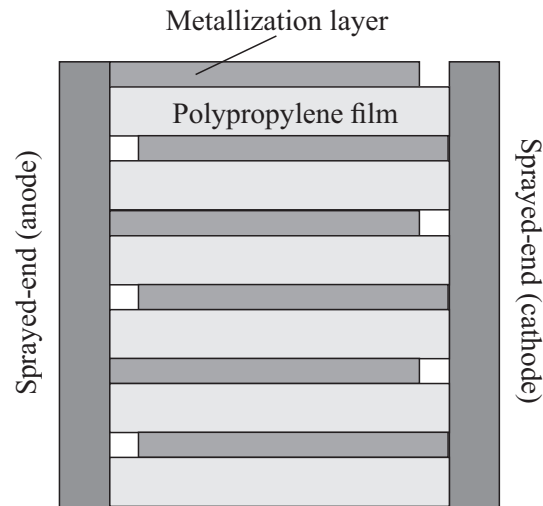 Metallization layer
Polypropylene film
Sprayed-end (anode)
Sprayed-end (cathode)